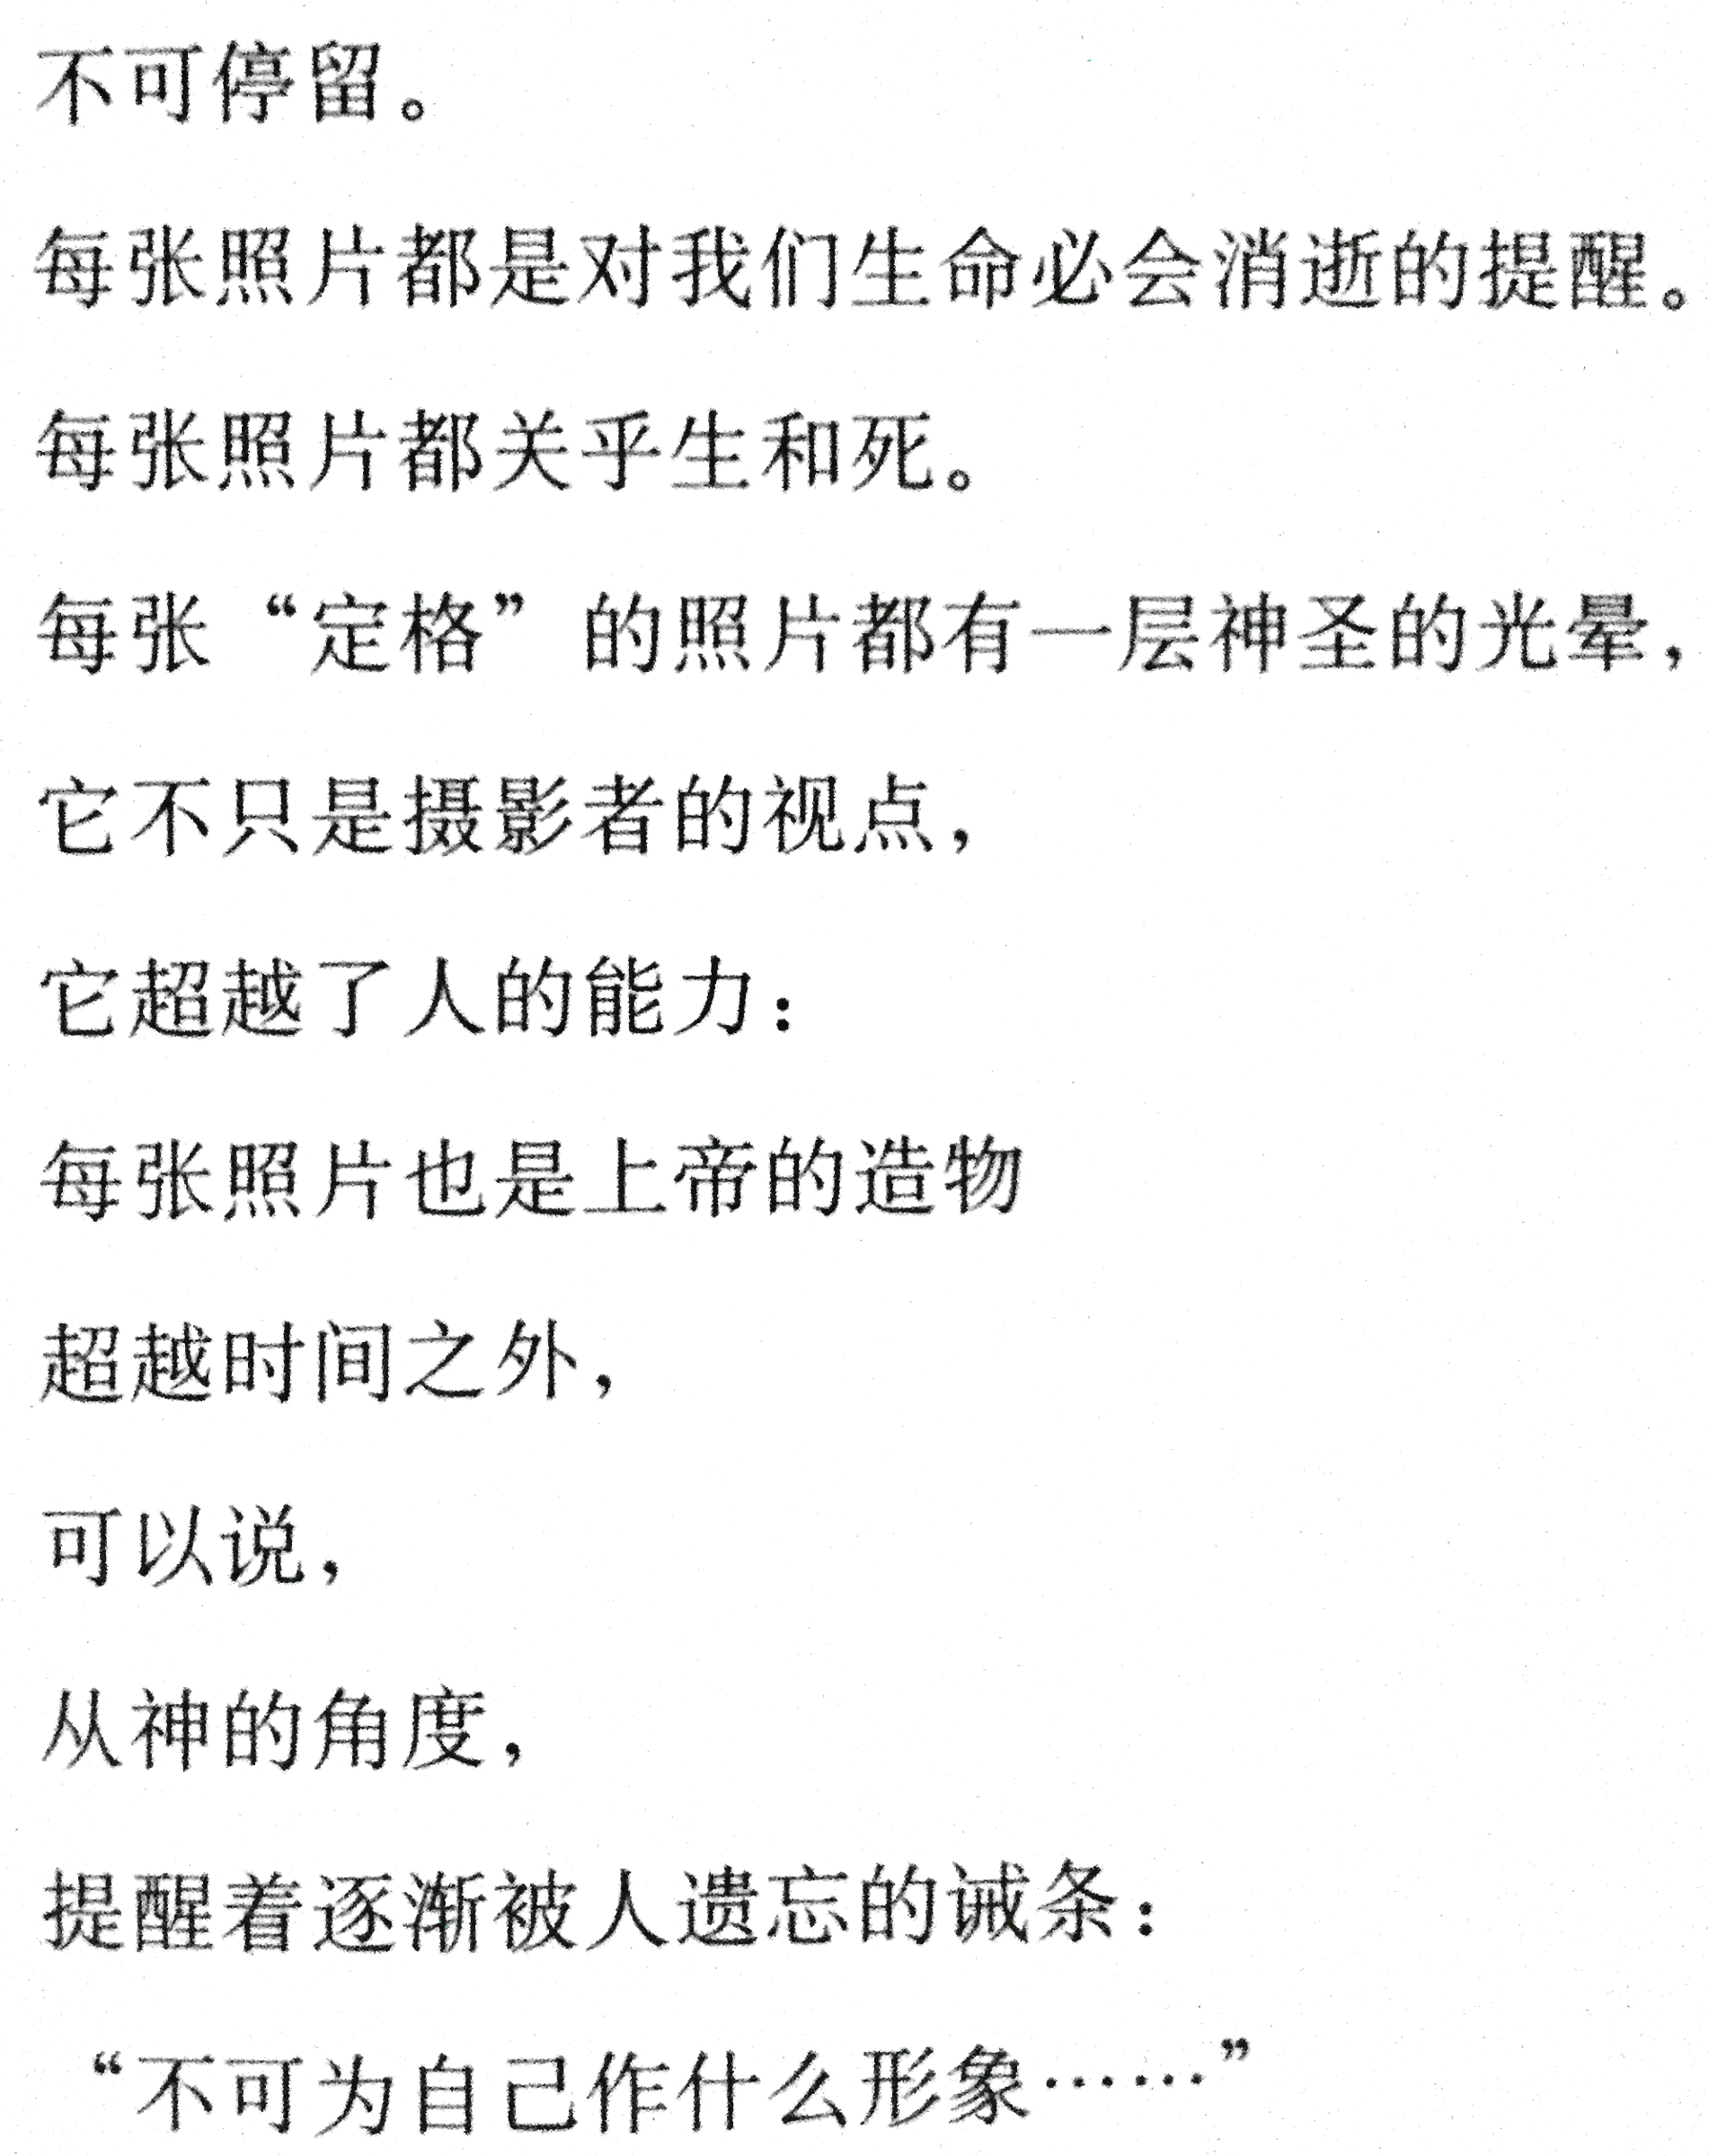 不可停留。
每张照片都是对我们生命必会消逝的提醒。
每张照片都关乎生和死。
每张“定格”的照片都有一层神圣的光晕，
它不只是摄影者的视点，
它超越了人的能力：
每张照片也是上帝的造物
超越时间之外，
可以说，
从神的角度，
提醒着逐渐被人遗忘的诫条：
“不可为自己作什么形象……”